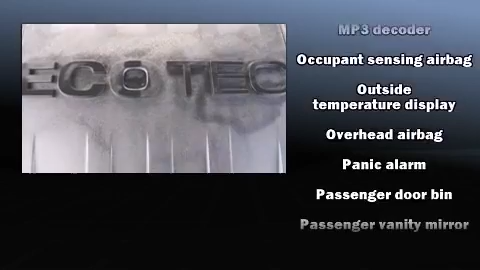 ECOTEC
MP3 decoder
Occupant sensing airbag
Outside
temperature display
Overhead airbag
Panic alarm
Passenger door bin
Passenger vanity mirror